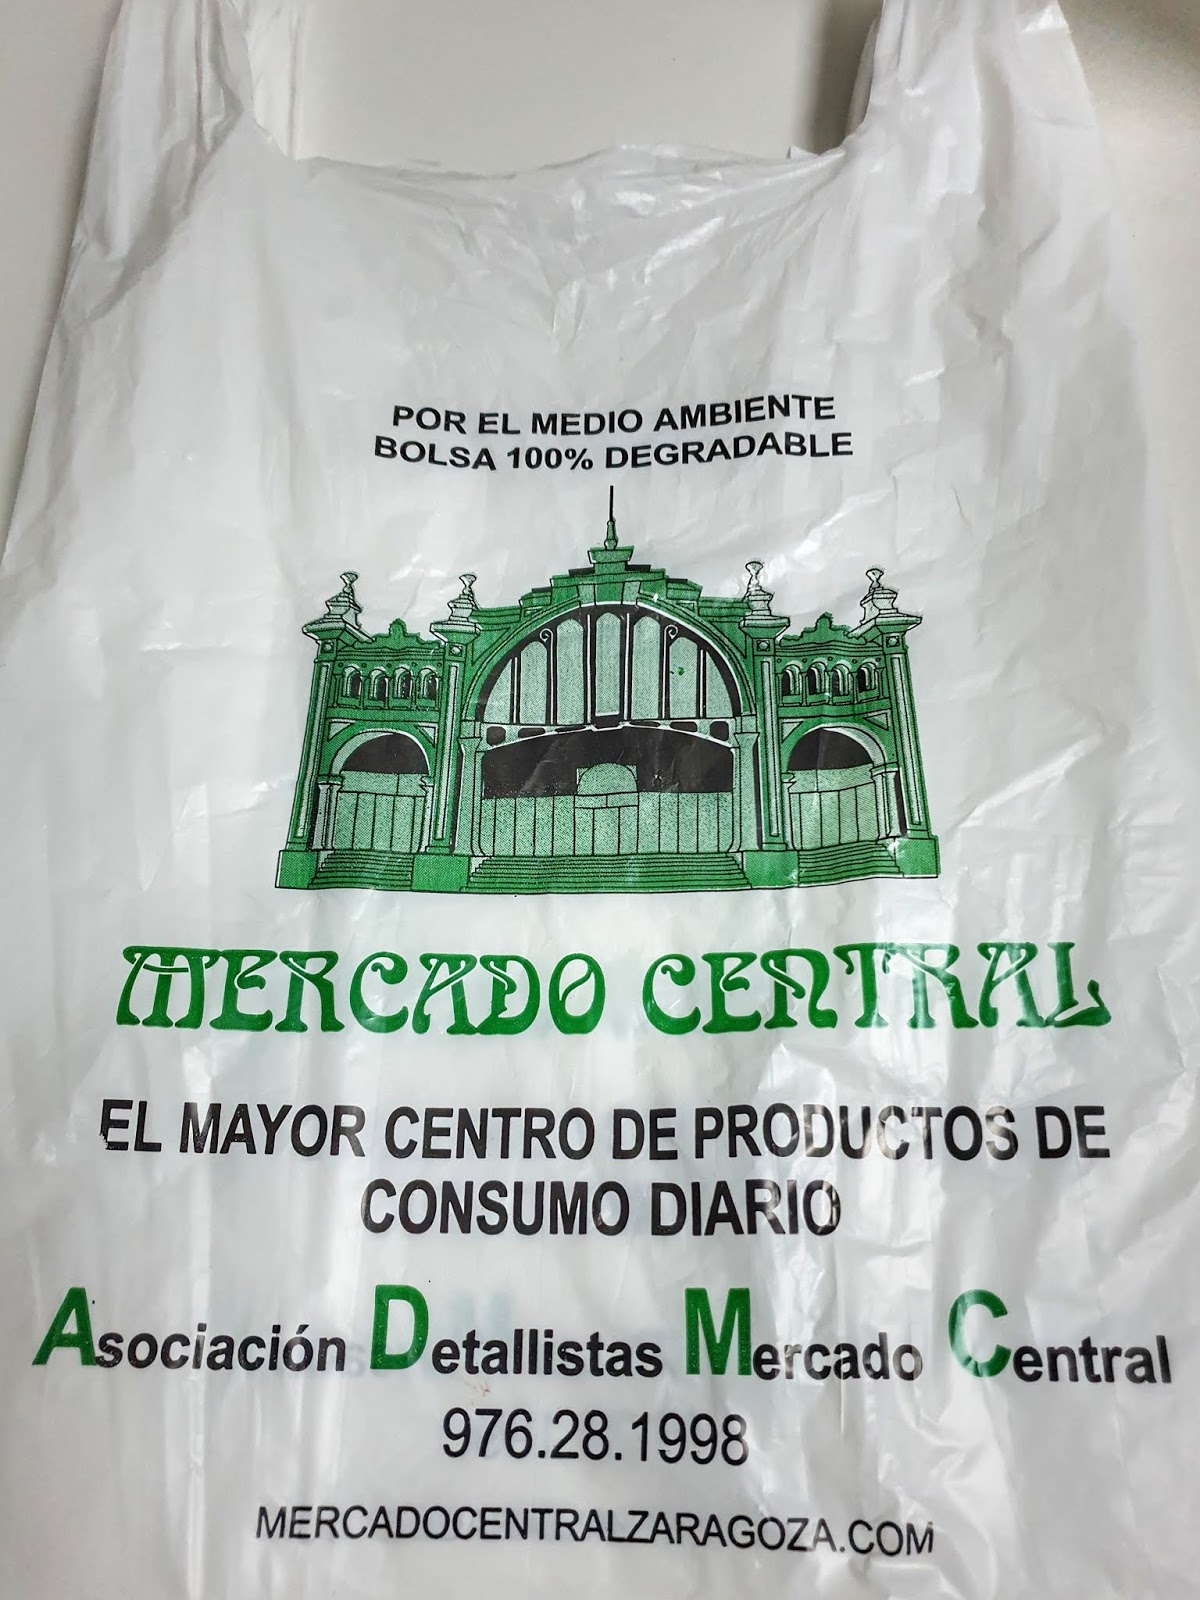 POR EL MEDIO AMBIENTE
BOLSA 100% DEGRADABLE
MERCADO CENTRAL
EL MAYOR CENTRO DE PRODUCTOS DE
CONSUMO DIARIO
Asociación Detallistas Mercado Central
976.28.1998
MERCADOCENTRALZARAGOZA.COM